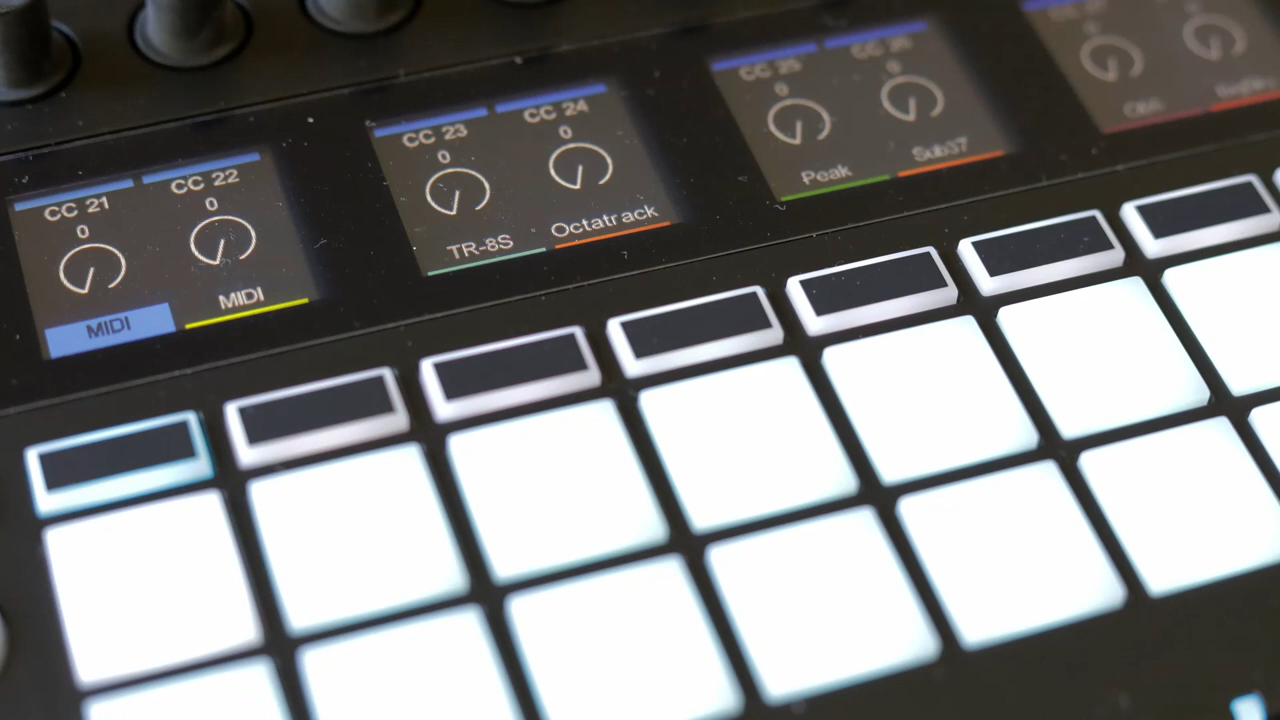 CC 21
0
MIDI
CC 22
0
MIDI
CC 23
0
TR-8S
CC 24
0
Octatrack
CC 25
0
Peak
CC 26
0
Sub37